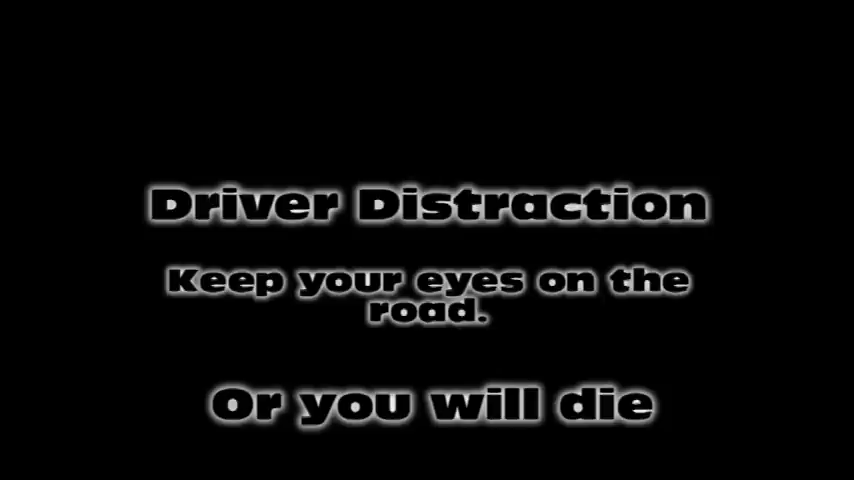 Driver Distraction
Keep your eyes on the
road.
Or you will die